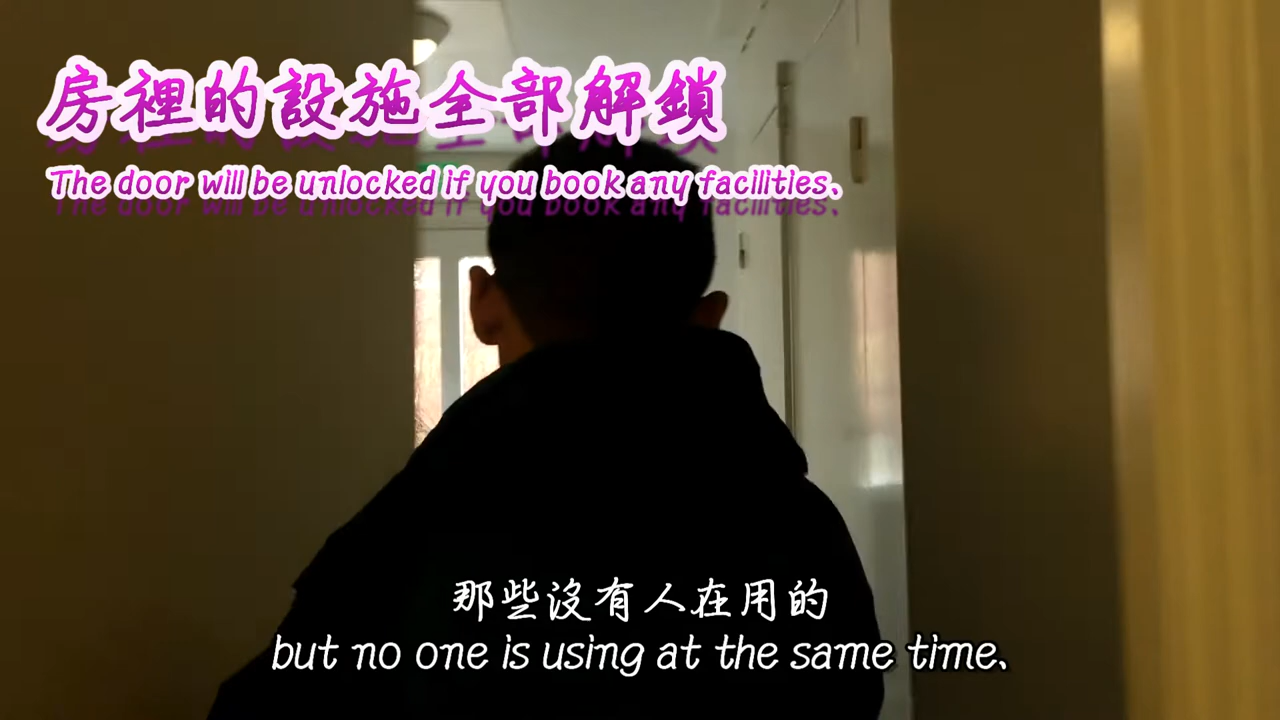 房裡的設施全部解鎖
The door will be unlocked if you book any facilities.
那些沒有人在用的
but no one is using at the same time.